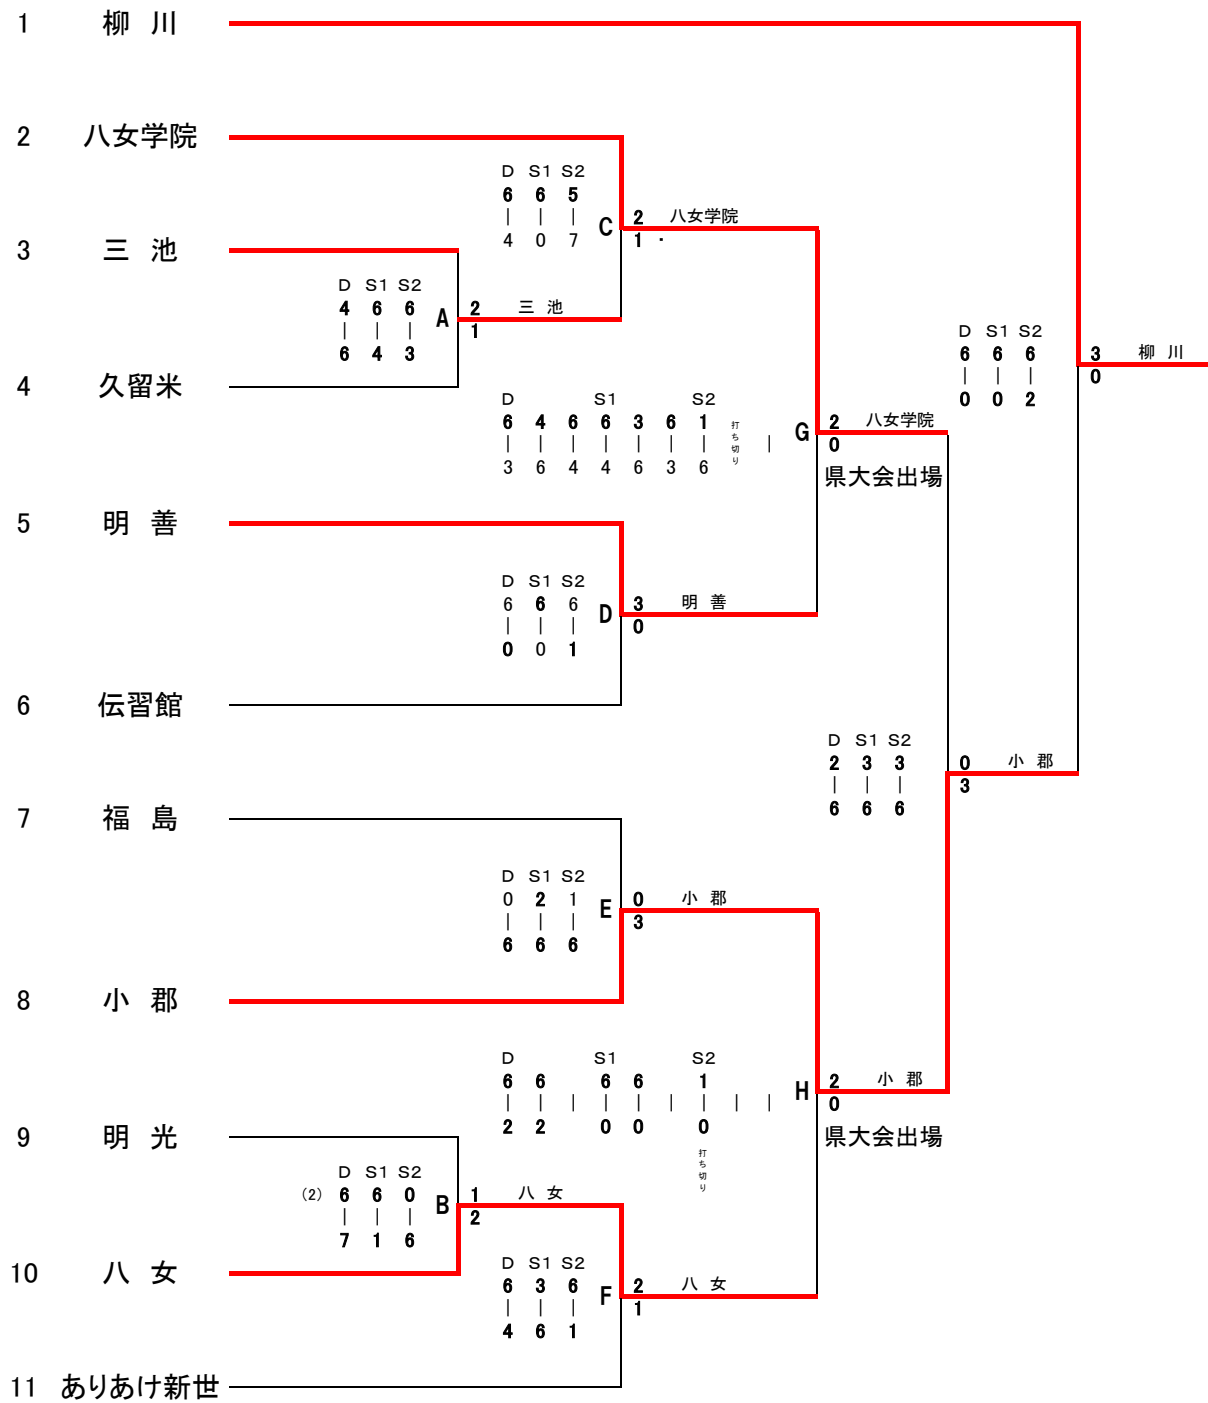 1 柳 川
2 八女学院
D S1 S2
6 6 5
| | |
4 0 7
C
2 八女学院
1 ・
3 三 池
D S1 S2
4 6 6
| | |
6 4 3
A
2 三 池
1
4 久留米
D S1 S2
6 6 6
| | |
0 0 2
3 柳 川
0
D S1 S2
6 4 6 6 3 6 1 打ち切り
| | | | | | | |
3 6 4 4 6 3 6
G
2 八女学院
0
県大会出場
5 明 善
D S1 S2
6 6 6
| | |
0 0 1
D
3 明 善
0
6 伝習館
D S1 S2
2 3 3
| | |
6 6 6
0 小 郡
3
7 福 島
D S1 S2
0 2 1
| | |
6 6 6
E
0 小 郡
3
8 小 郡
D S1 S2
6 6 6 6 1
| | | | | | | | |
2 2 0 0 0
打ち切り
H
2 小 郡
0
県大会出場
9 明 光
D S1 S2
(2) 6 6 0
| | |
7 1 6
B
1 八 女
2
10 八 女
D S1 S2
6 3 6
| | |
4 6 1
F
2 八 女
1
11 ありあけ新世